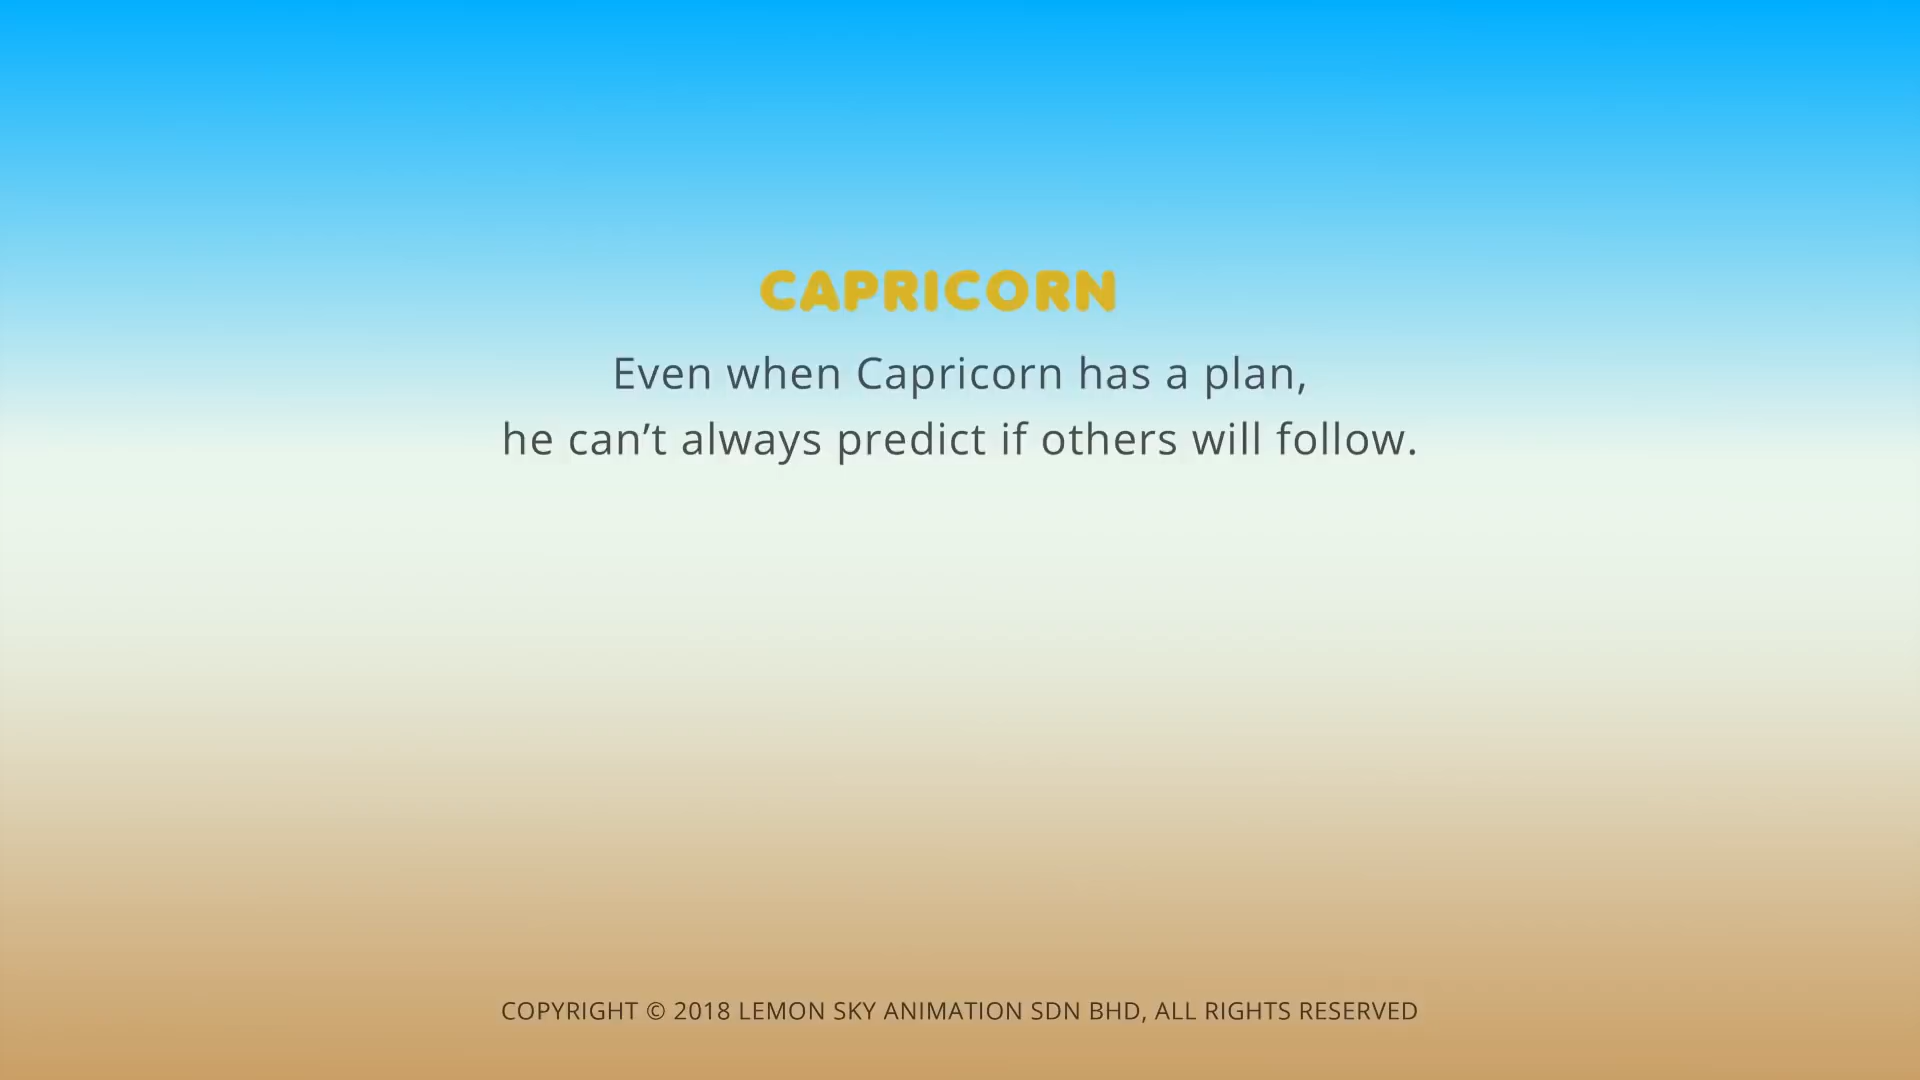 CAPRICORN
Even when Capricorn has a plan,
he can’t always predict if others will follow.
COPYRIGHT © 2018 LEMON SKY ANIMATION SDN BHD, ALL RIGHTS RESERVED